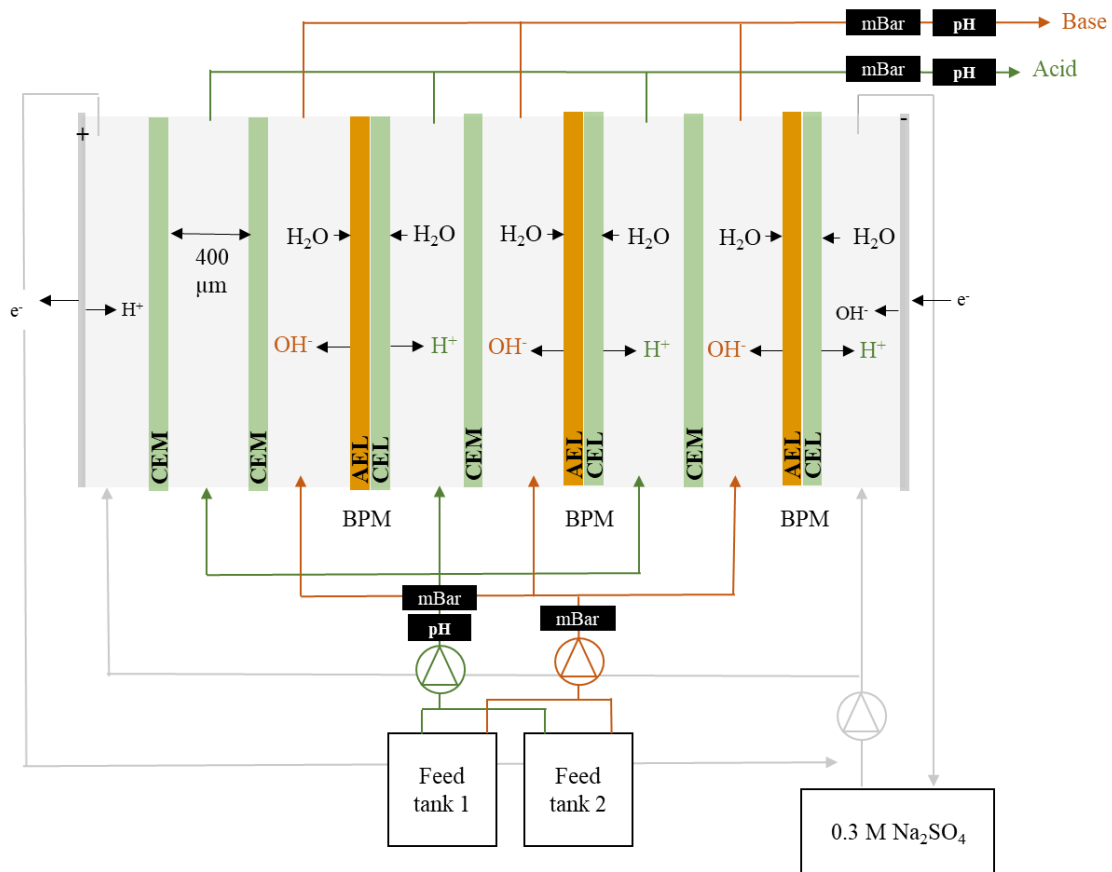 mBar
pH
Base
mBar
pH
Acid
+
-
H₂O
H₂O
H₂O
H₂O
H₂O
H₂O
400
µm
e⁻
H⁺
OH⁻
e⁻
OH⁻
H⁺
OH⁻
H⁺
OH⁻
H⁺
CEM
CEM
AEL
CEL
CEM
AEL
CEL
CEM
AEL
CEL
BPM
BPM
BPM
mBar
pH
mBar
Feed
tank 1
Feed
tank 2
0.3 M Na₂SO₄